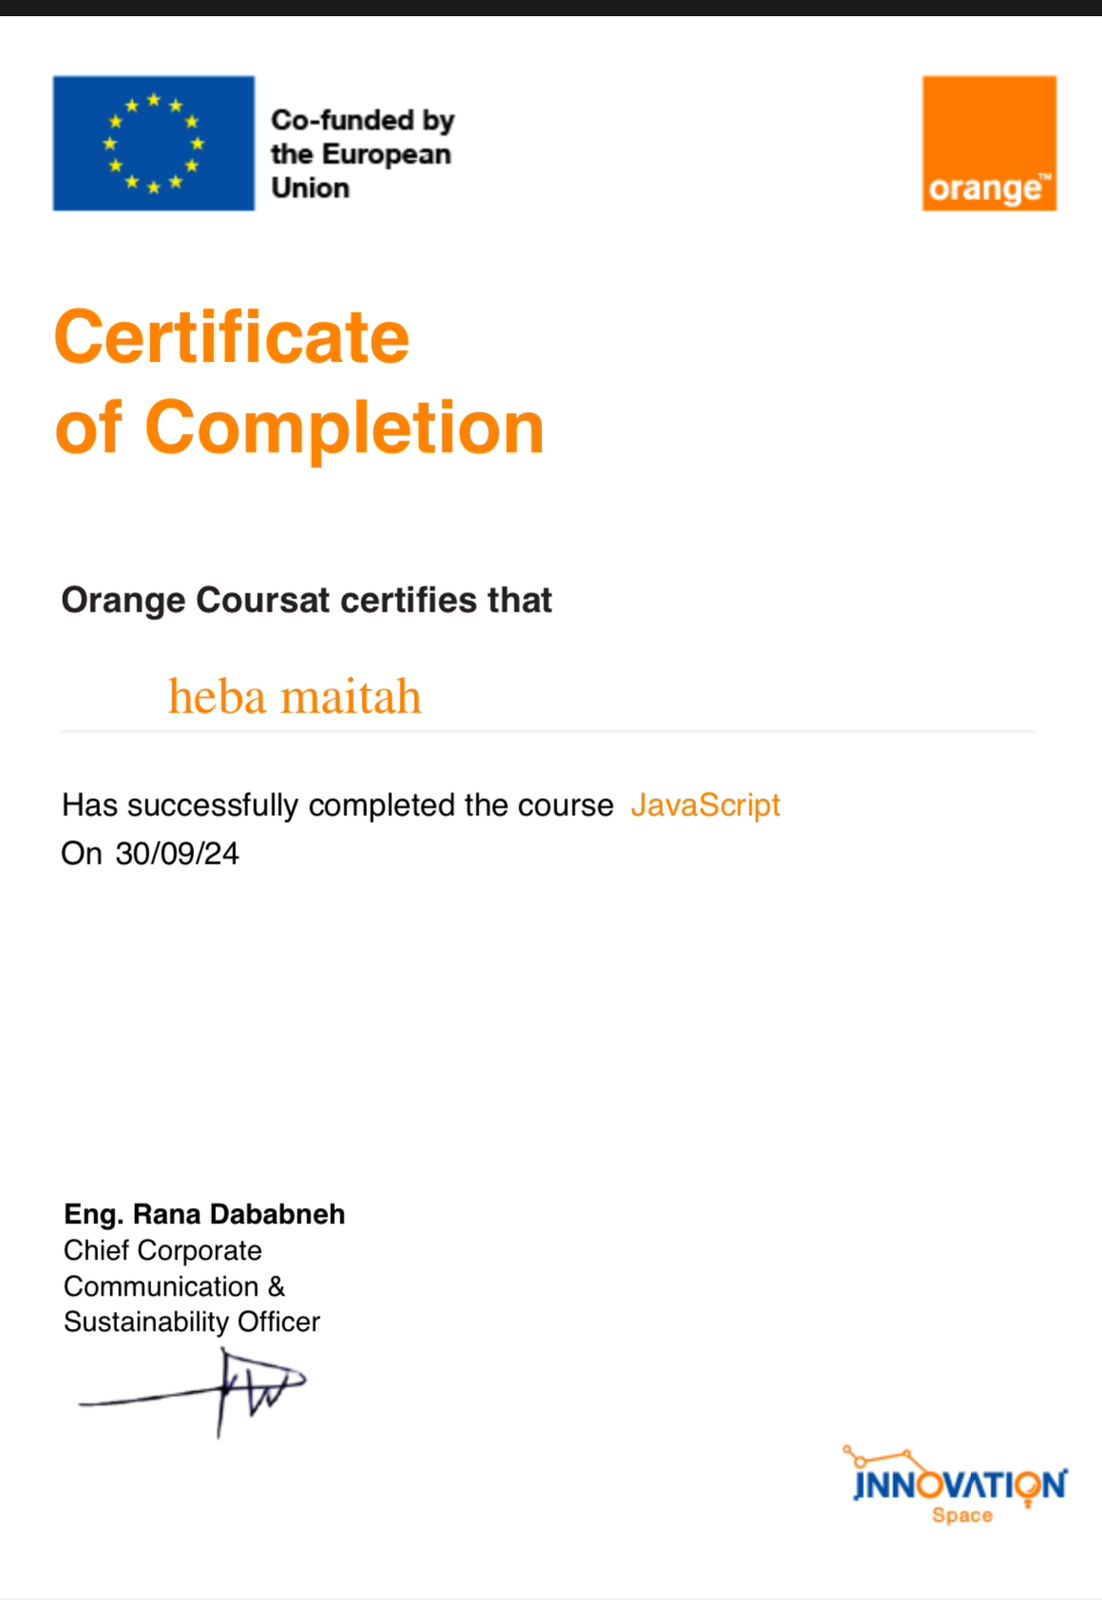 Co-funded by
the European
Union
orange™
Certificate
of Completion
Orange Coursat certifies that
heba maitah
Has successfully completed the course JavaScript
On 30/09/24
Eng. Rana Dababneh
Chief Corporate
Communication &
Sustainability Officer
INNOVATION
Space